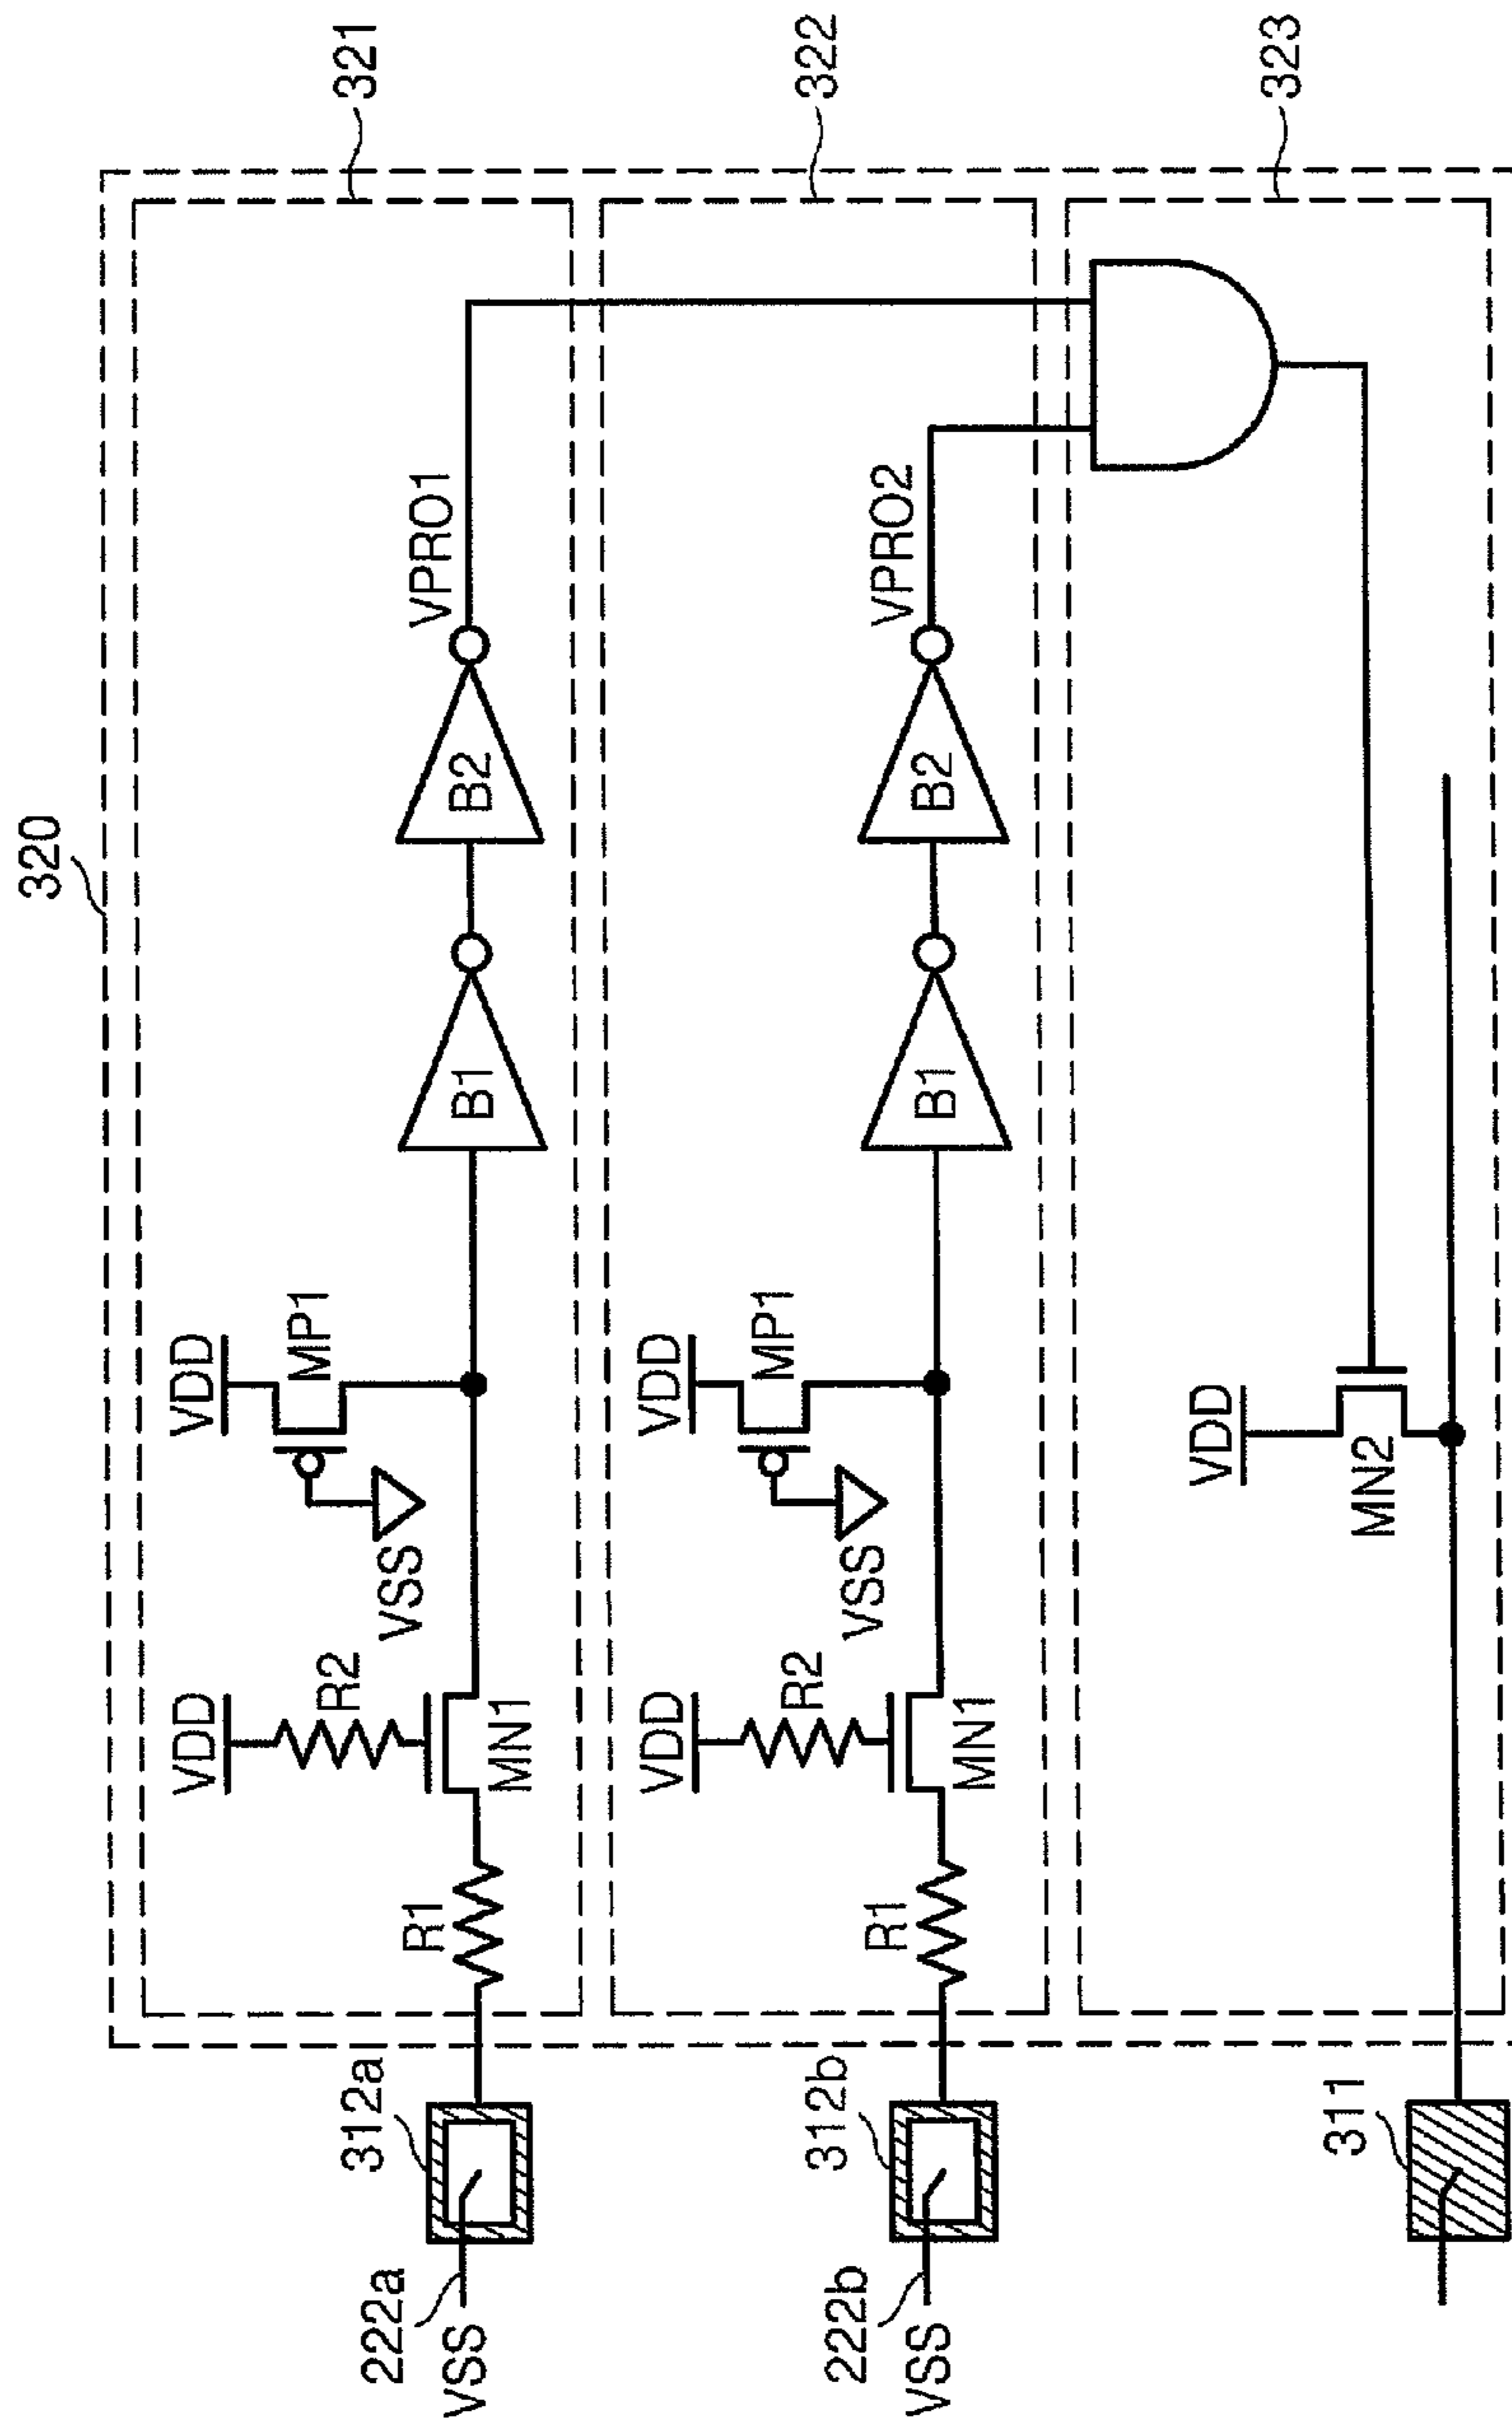 320
321
VDD
VDD
R2
MP1
VSS
VPRO1
312a
R1
MN1
B1
B2
222a
VSS
322
VDD
VDD
R2
MP1
VSS
VPRO2
312b
R1
MN1
B1
B2
222b
VSS
323
VDD
MN2
311